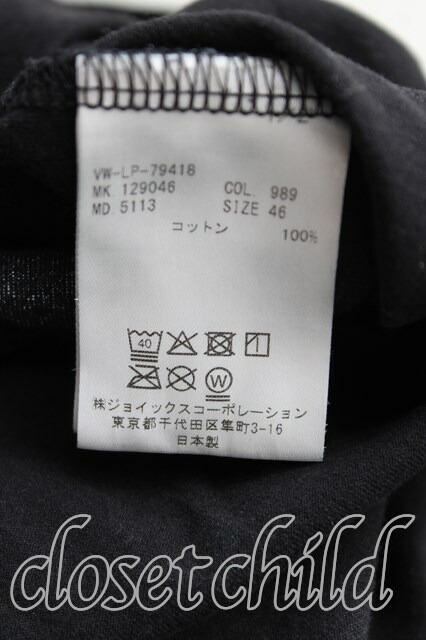 VW-LP-79418
MK. 129046 COL. 989
MD. 5113 SIZE 46
コットン 100%
40
W
株ジョイックスコーポレーション
東京都千代田区隼町3-16
日本製
closetchild